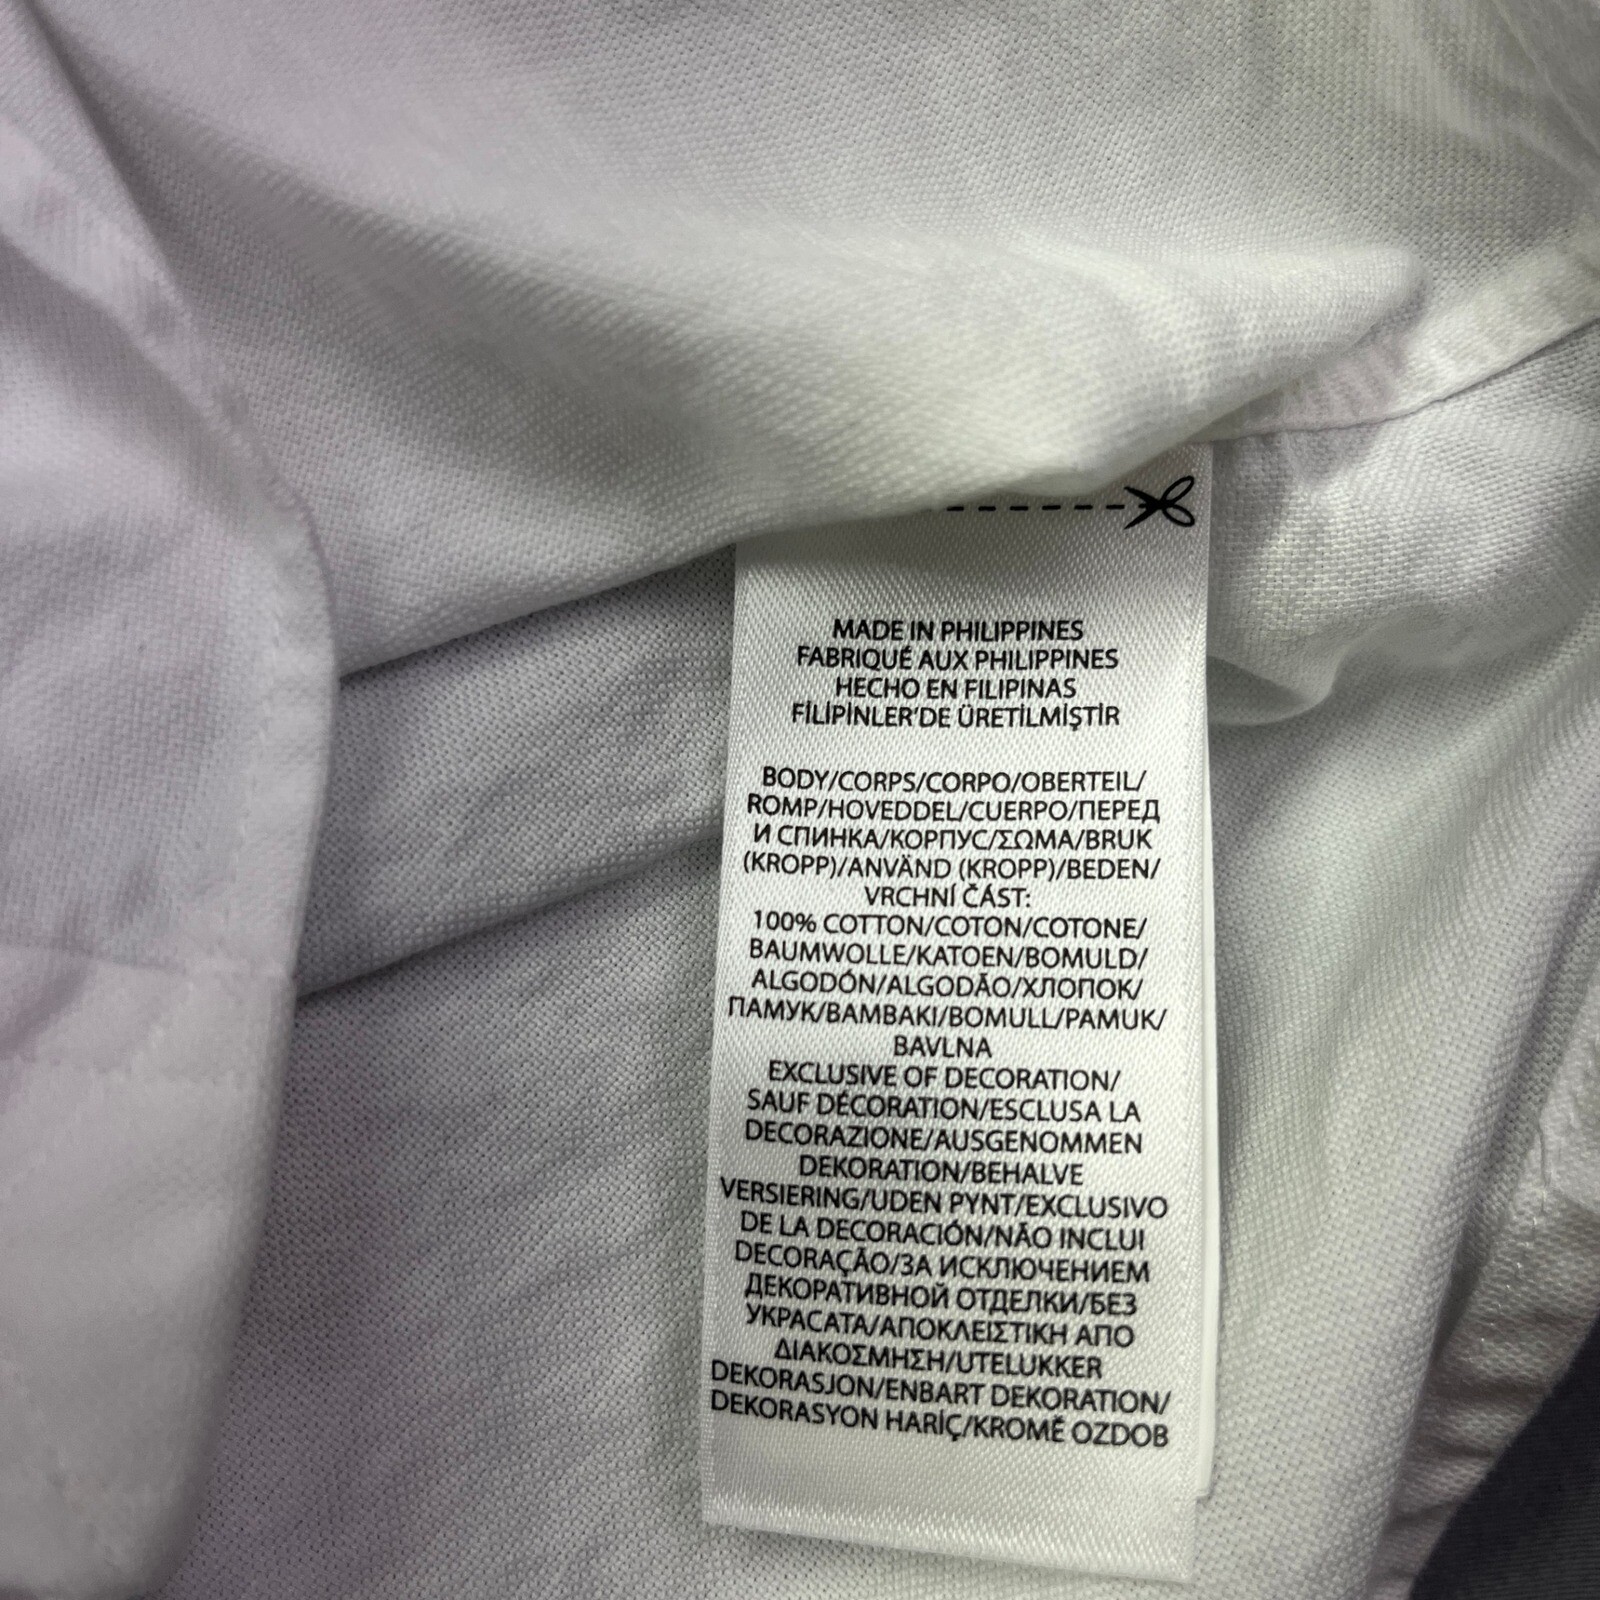 MADE IN PHILIPPINES
FABRIQUÉ AUX PHILIPPINES
HECHO EN FILIPINAS
FİLİPİNLER'DE ÜRETİLMİŞTİR
BODY/CORPS/CORPO/OBERTEIL/
ROMP/HOVEDDEL/CUERPO/ПЕРЕД
И СПИНКА/КОРПУС/ΣΩΜΑ/BRUK
(KROPP)/ANVÄND (KROPP)/BEDEN/
VRCHNÍ ČÁST:
100% COTTON/COTON/COTONE/
BAUMWOLLE/KATOEN/BOMULD/
ALGODÓN/ALGODÃO/ХЛОПОК/
ПАМУК/ΒΑΜΒΑΚΙ/BOMULL/PAMUK/
BAVLNA
EXCLUSIVE OF DECORATION/
SAUF DÉCORATION/ESCLUSA LA
DECORAZIONE/AUSGENOMMEN
DEKORATION/BEHALVE
VERSIERING/UDEN PYNT/EXCLUSIVO
DE LA DECORACIÓN/NÃO INCLUI
DECORAÇÃO/ЗА ИСКЛЮЧЕНИЕМ
ДЕКОРАТИВНОЙ ОТДЕЛКИ/БЕЗ
УКРАСАТА/ΑΠΟΚΛΕΙΣΤΙΚΗ ΑΠΟ
ΔΙΑΚΟΣΜΗΣΗ/UTELUKKER
DEKORASJON/ENBART DEKORATION/
DEKORASYON HARİÇ/KROMĚ OZDOB